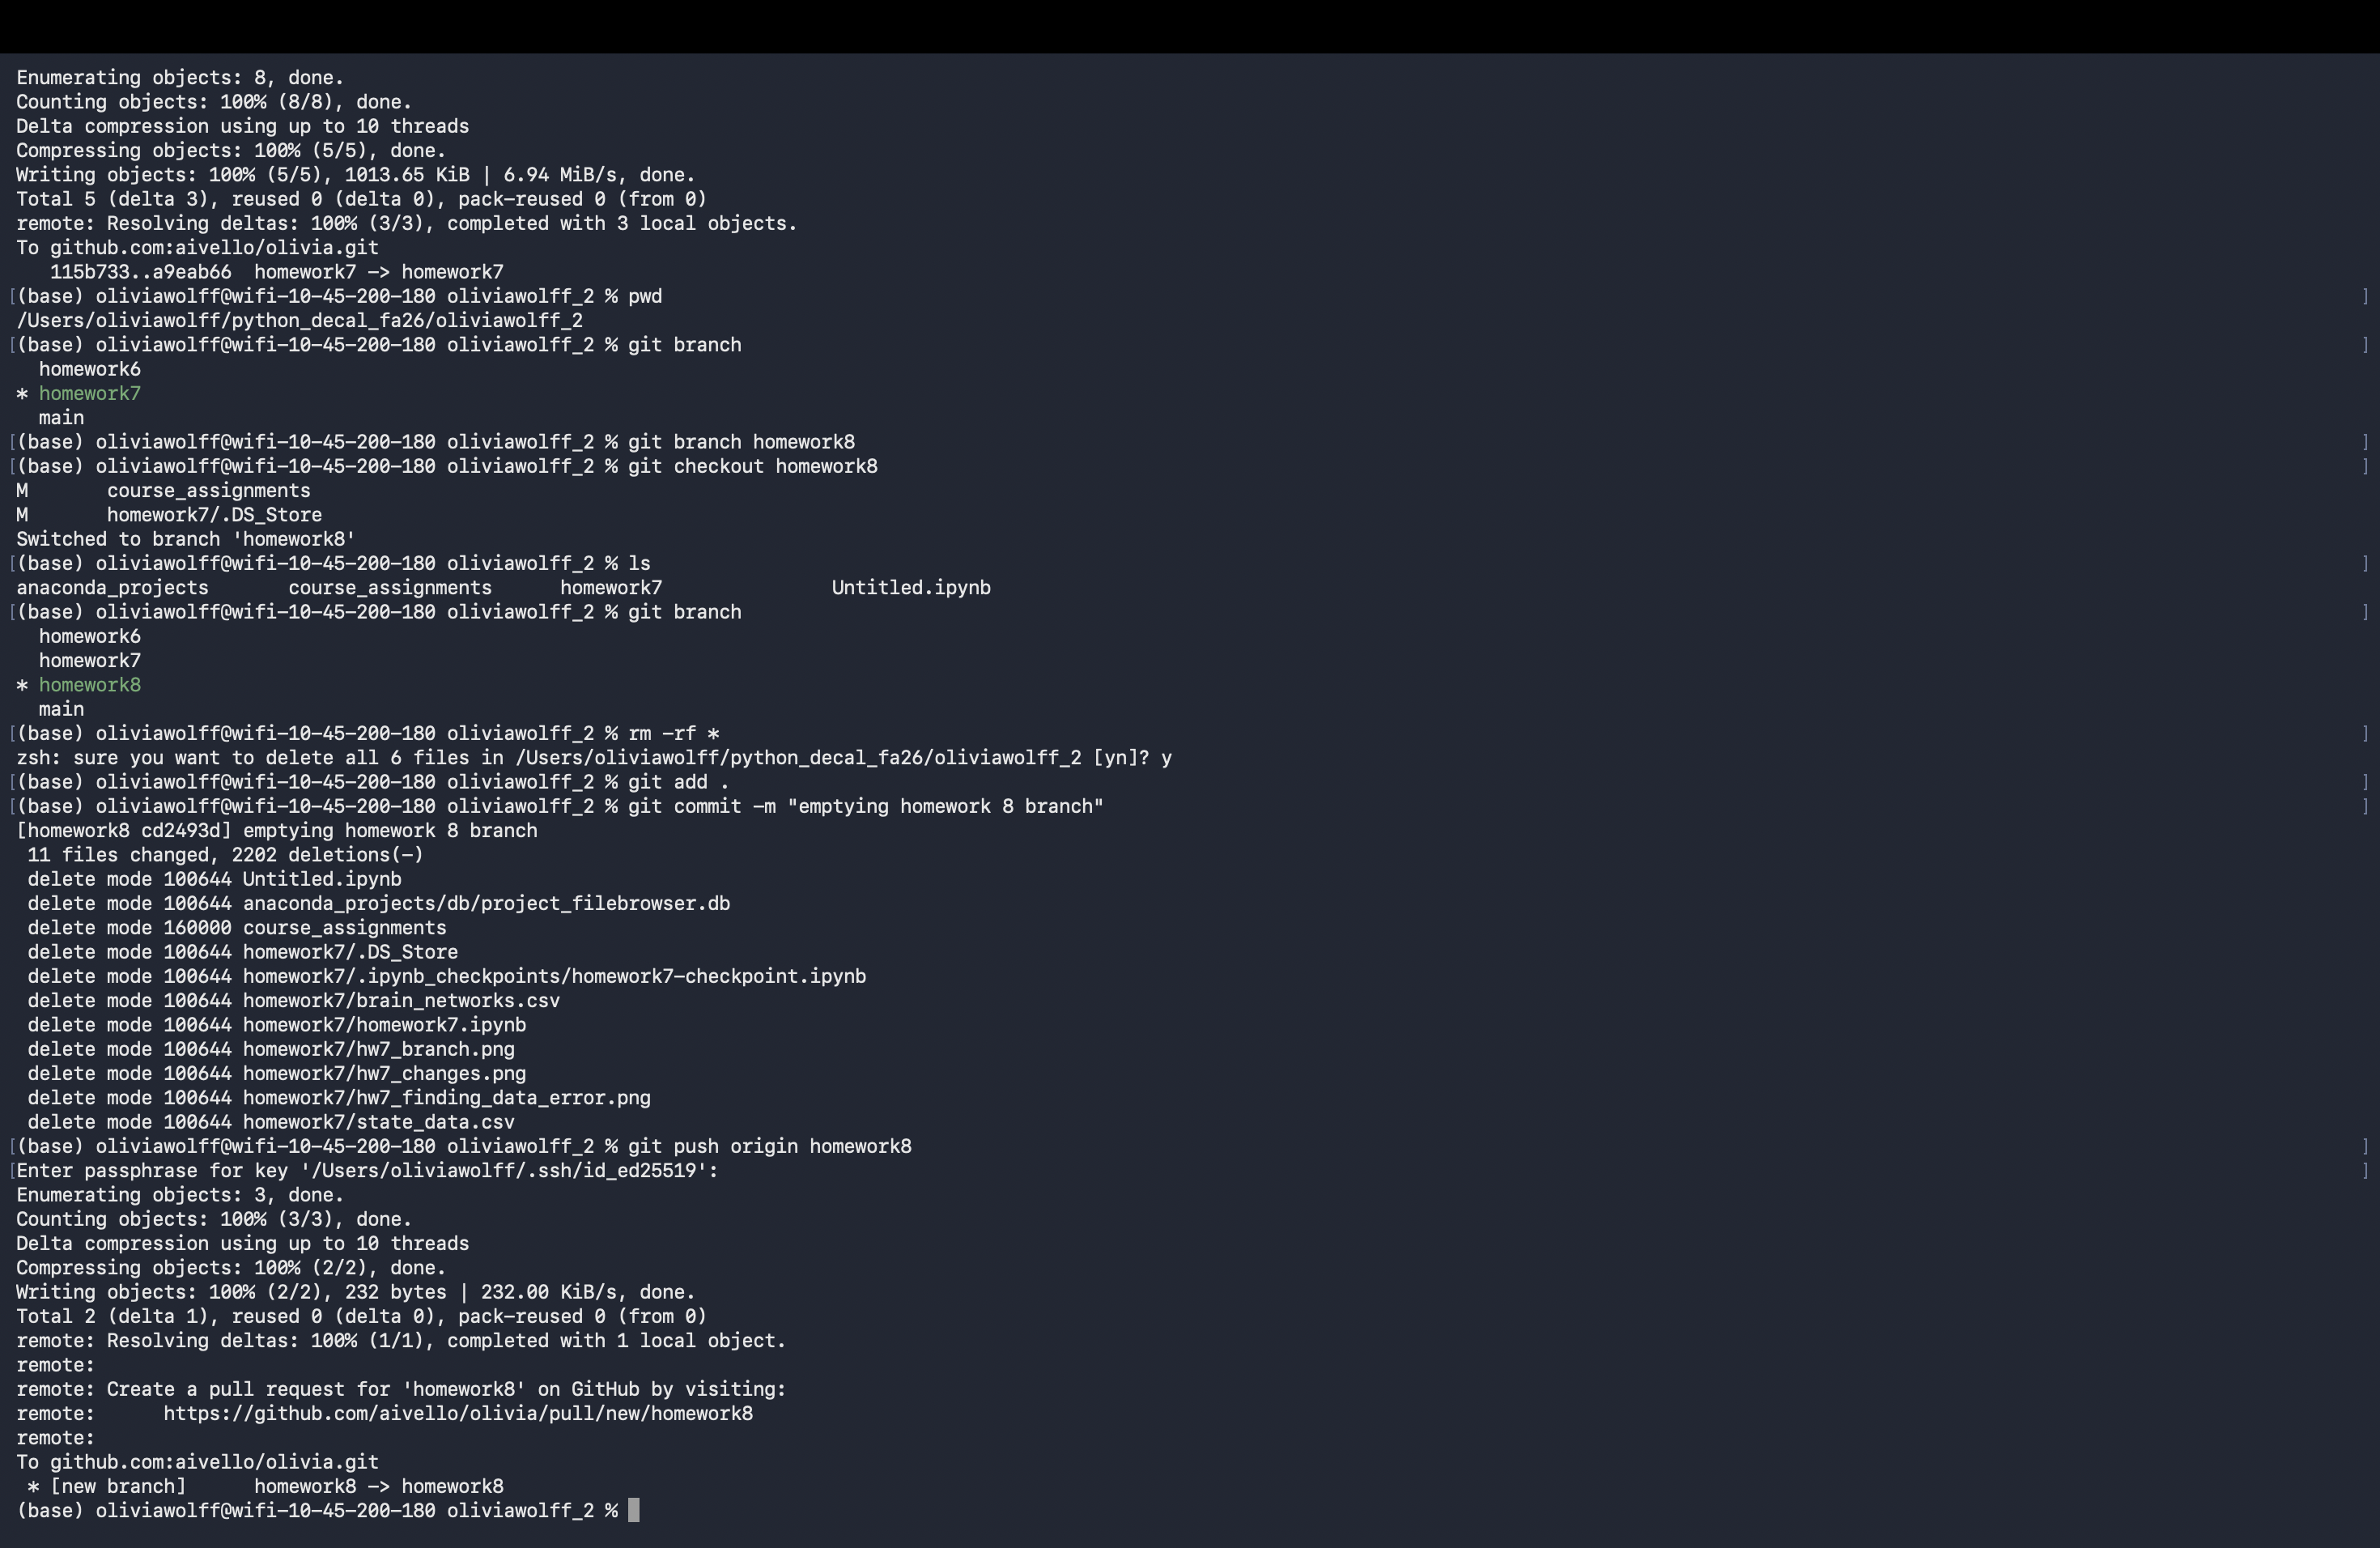 Enumerating objects: 8, done.
Counting objects: 100% (8/8), done.
Delta compression using up to 10 threads
Compressing objects: 100% (5/5), done.
Writing objects: 100% (5/5), 1013.65 KiB | 6.94 MiB/s, done.
Total 5 (delta 3), reused 0 (delta 0), pack-reused 0 (from 0)
remote: Resolving deltas: 100% (3/3), completed with 3 local objects.
To github.com:aivello/olivia.git
   115b733..a9eab66  homework7 -> homework7
[(base) oliviawolff@wifi-10-45-200-180 oliviawolff_2 % pwd ]
/Users/oliviawolff/python_decal_fa26/oliviawolff_2
[(base) oliviawolff@wifi-10-45-200-180 oliviawolff_2 % git branch ]
  homework6
* homework7
  main
[(base) oliviawolff@wifi-10-45-200-180 oliviawolff_2 % git branch homework8 ]
[(base) oliviawolff@wifi-10-45-200-180 oliviawolff_2 % git checkout homework8 ]
M       course_assignments
M       homework7/.DS_Store
Switched to branch 'homework8'
[(base) oliviawolff@wifi-10-45-200-180 oliviawolff_2 % ls ]
anaconda_projects       course_assignments      homework7               Untitled.ipynb
[(base) oliviawolff@wifi-10-45-200-180 oliviawolff_2 % git branch ]
  homework6
  homework7
* homework8
  main
[(base) oliviawolff@wifi-10-45-200-180 oliviawolff_2 % rm -rf * ]
zsh: sure you want to delete all 6 files in /Users/oliviawolff/python_decal_fa26/oliviawolff_2 [yn]? y
[(base) oliviawolff@wifi-10-45-200-180 oliviawolff_2 % git add . ]
[(base) oliviawolff@wifi-10-45-200-180 oliviawolff_2 % git commit -m "emptying homework 8 branch" ]
[homework8 cd2493d] emptying homework 8 branch
 11 files changed, 2202 deletions(-)
 delete mode 100644 Untitled.ipynb
 delete mode 100644 anaconda_projects/db/project_filebrowser.db
 delete mode 160000 course_assignments
 delete mode 100644 homework7/.DS_Store
 delete mode 100644 homework7/.ipynb_checkpoints/homework7-checkpoint.ipynb
 delete mode 100644 homework7/brain_networks.csv
 delete mode 100644 homework7/homework7.ipynb
 delete mode 100644 homework7/hw7_branch.png
 delete mode 100644 homework7/hw7_changes.png
 delete mode 100644 homework7/hw7_finding_data_error.png
 delete mode 100644 homework7/state_data.csv
[(base) oliviawolff@wifi-10-45-200-180 oliviawolff_2 % git push origin homework8 ]
[Enter passphrase for key '/Users/oliviawolff/.ssh/id_ed25519': ]
Enumerating objects: 3, done.
Counting objects: 100% (3/3), done.
Delta compression using up to 10 threads
Compressing objects: 100% (2/2), done.
Writing objects: 100% (2/2), 232 bytes | 232.00 KiB/s, done.
Total 2 (delta 1), reused 0 (delta 0), pack-reused 0 (from 0)
remote: Resolving deltas: 100% (1/1), completed with 1 local object.
remote:
remote: Create a pull request for 'homework8' on GitHub by visiting:
remote:      https://github.com/aivello/olivia/pull/new/homework8
remote:
To github.com:aivello/olivia.git
 * [new branch]      homework8 -> homework8
(base) oliviawolff@wifi-10-45-200-180 oliviawolff_2 %